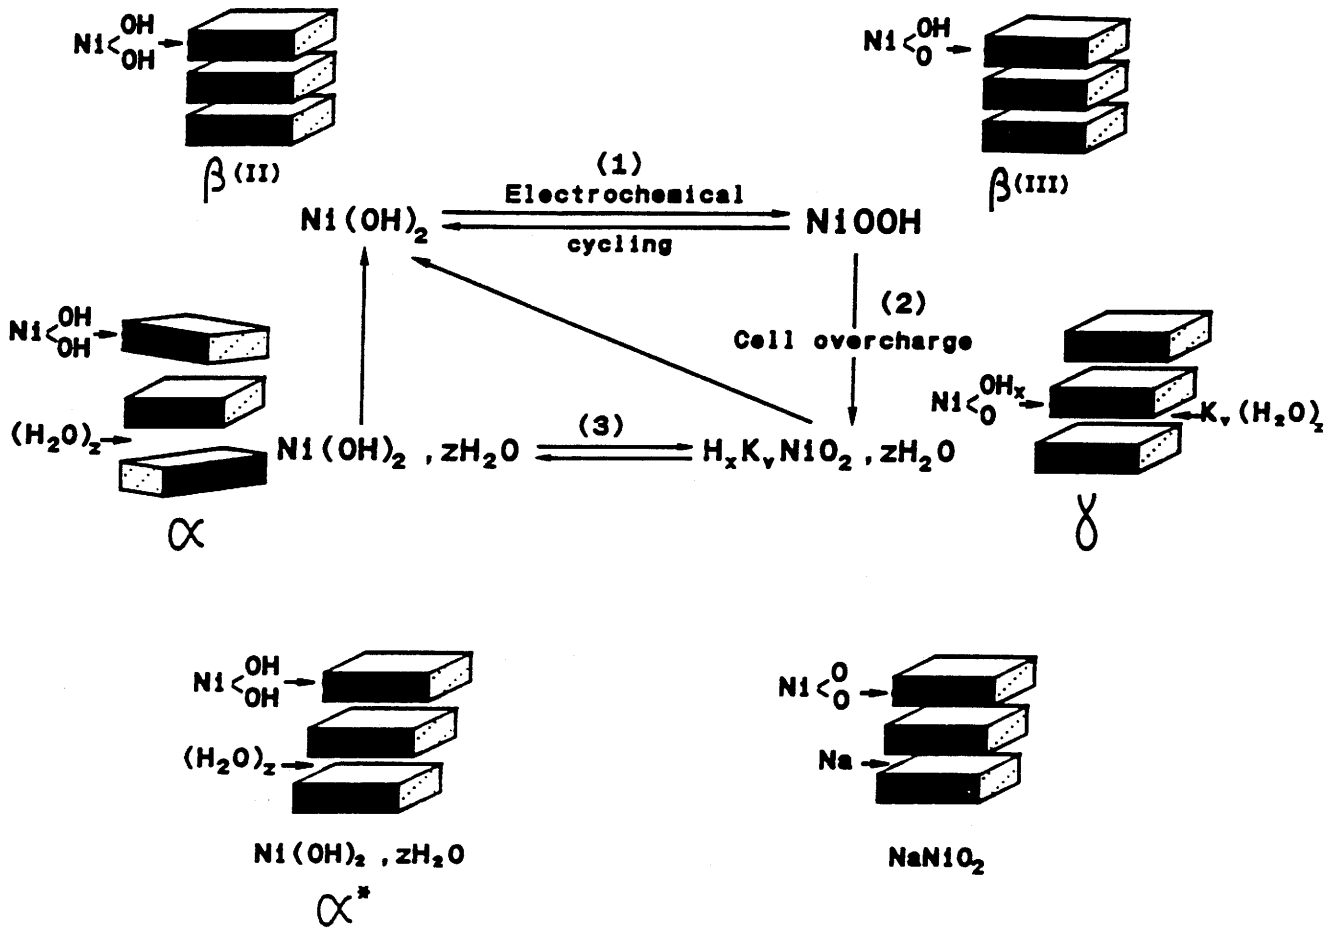 Ni<OH OH
β(II)
Ni<OH O
β(III)
(1)
Electrochemical
Ni(OH)₂
NiOOH
cycling
Ni<OH OH
(H₂O)z
α
(2)
Cell overcharge
Ni<OHx O
Kᵧ(H₂O)z
Ni(OH)₂,zH₂O
(3)
HₓKᵧNiO₂,zH₂O
γ
Ni<OH OH
(H₂O)z
Ni(OH)₂,zH₂O
α*
Ni<O O
Na
NaNiO₂